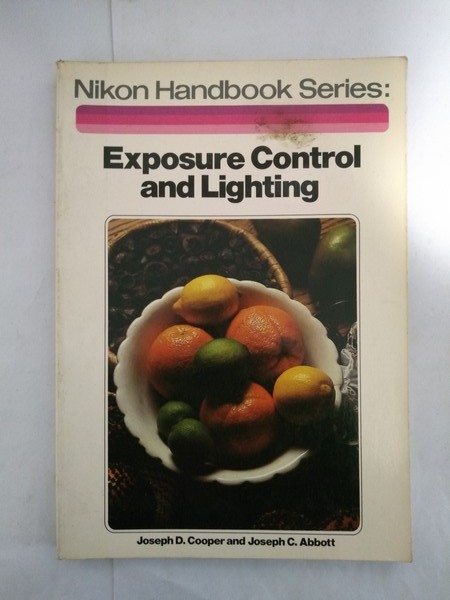 Nikon Handbook Series:
Exposure Control
and Lighting
Joseph D. Cooper and Joseph C. Abbott